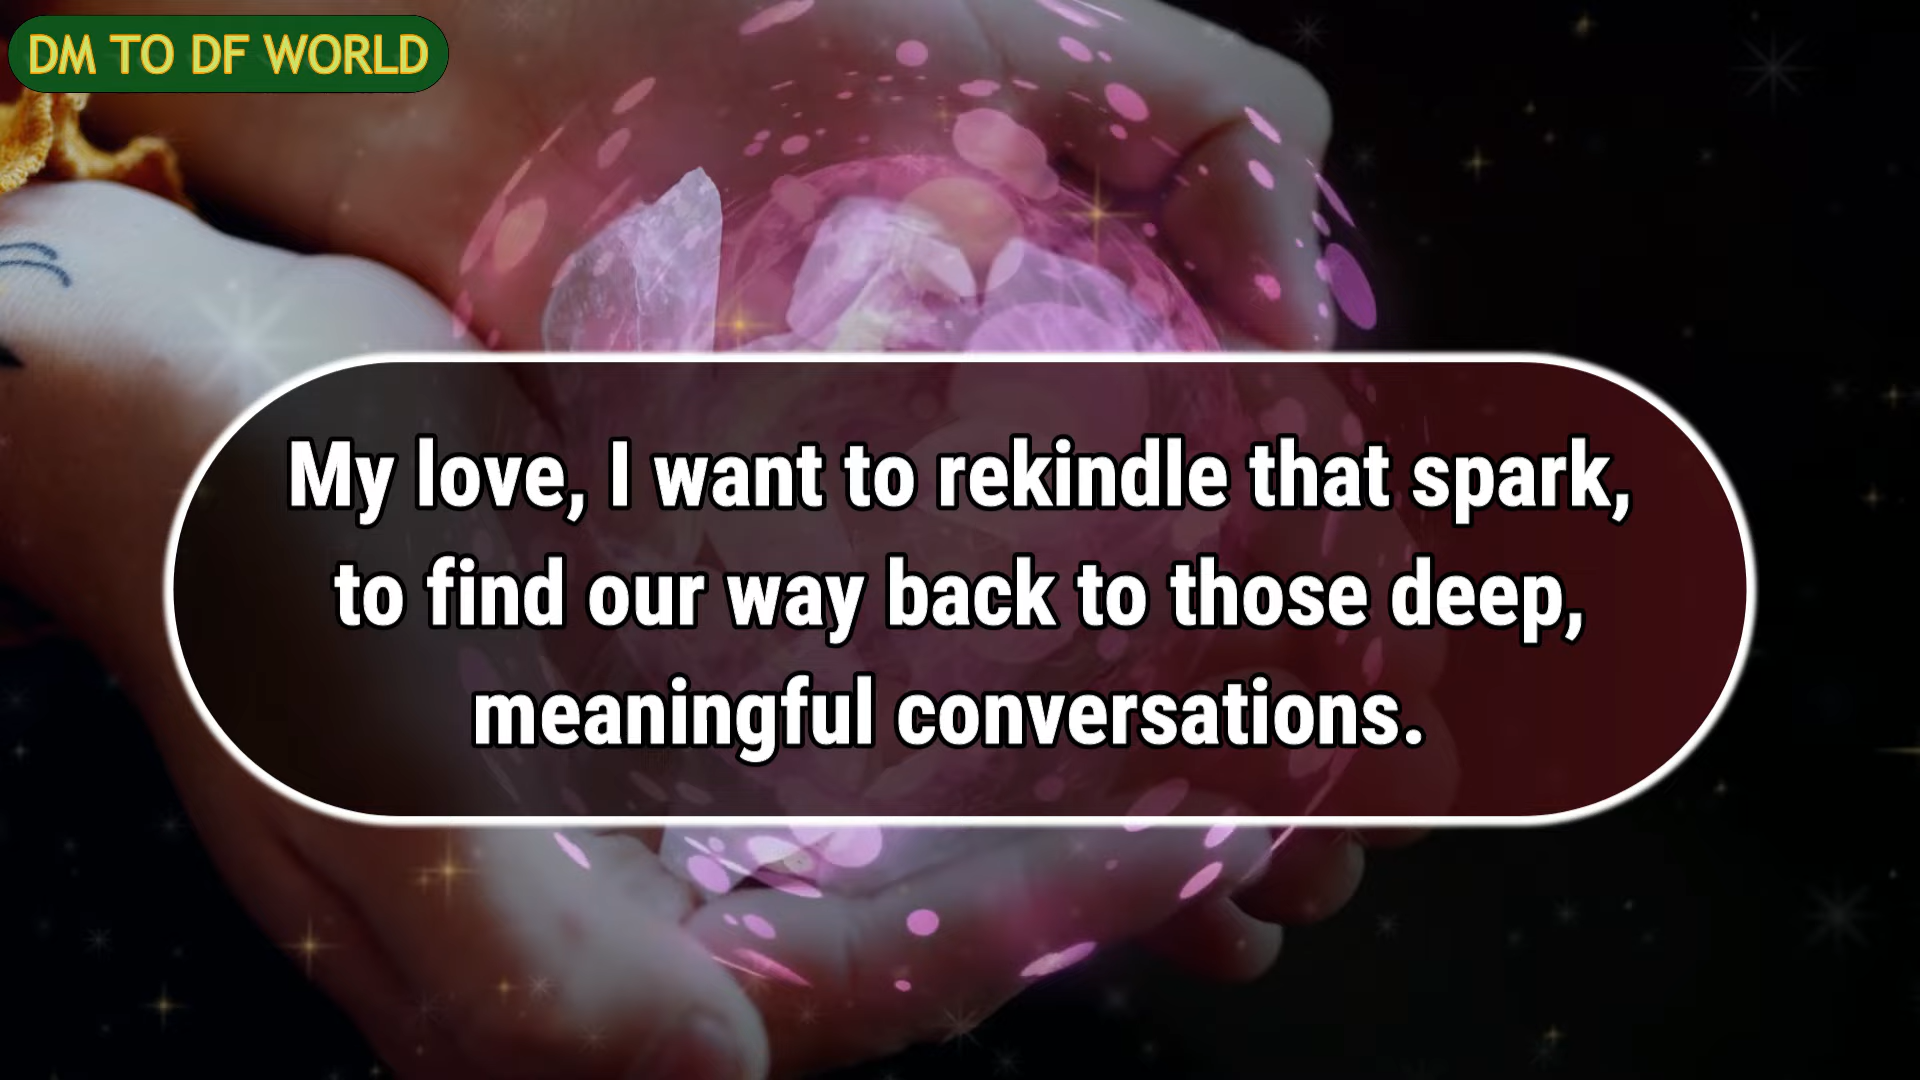 DM TO DF WORLD
My love, I want to rekindle that spark,
to find our way back to those deep,
meaningful conversations.